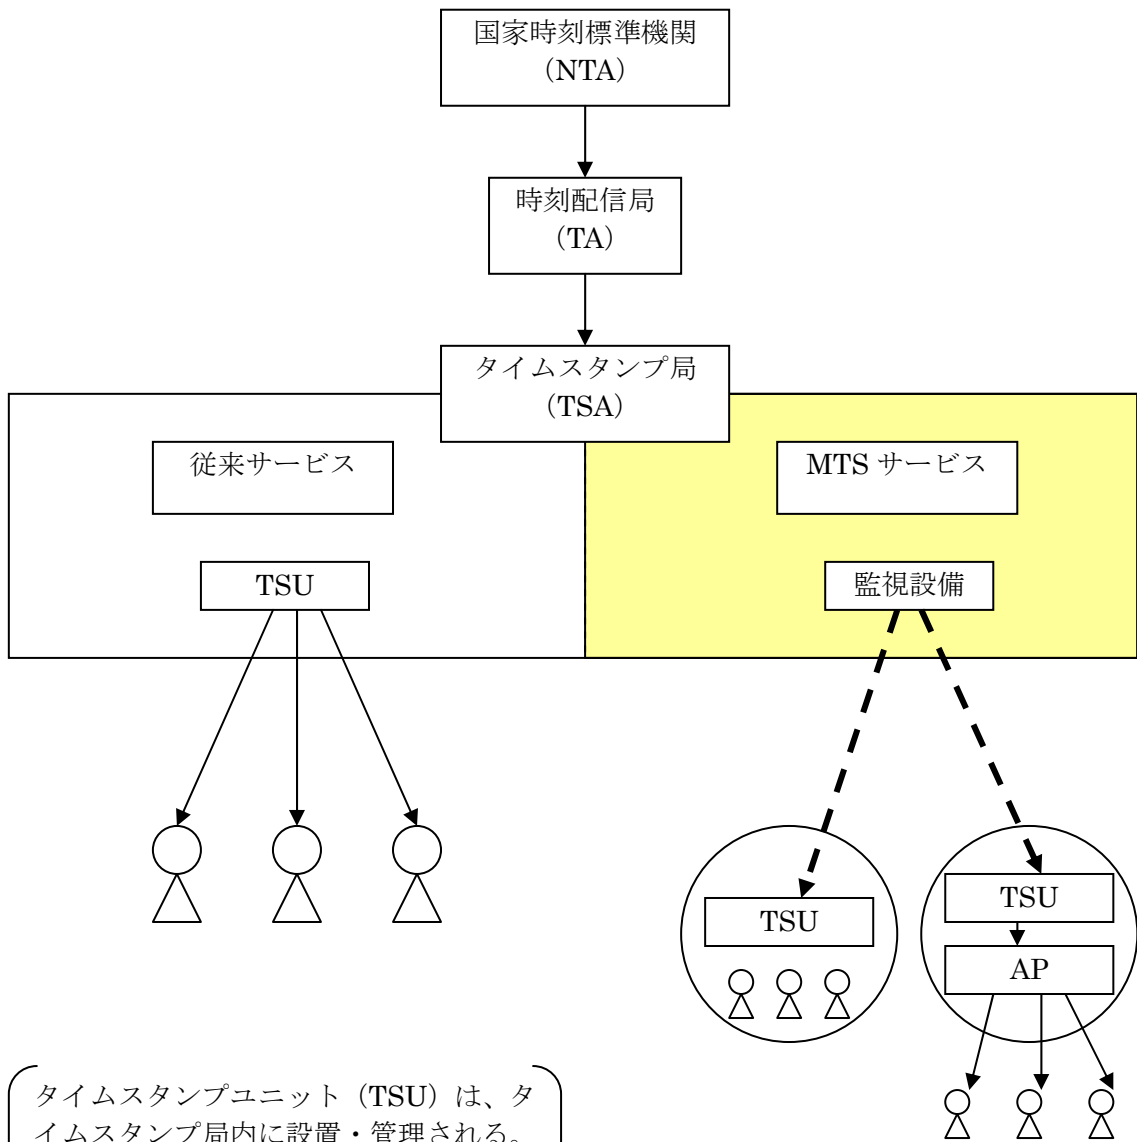 国家時刻標準機関
（NTA）
時刻配信局
（TA）
タイムスタンプ局
（TSA）
従来サービス
MTS サービス
TSU
監視設備
TSU
TSU
AP
タイムスタンプユニット（TSU）は、タ
イムスタンプ局内に設置・管理される。